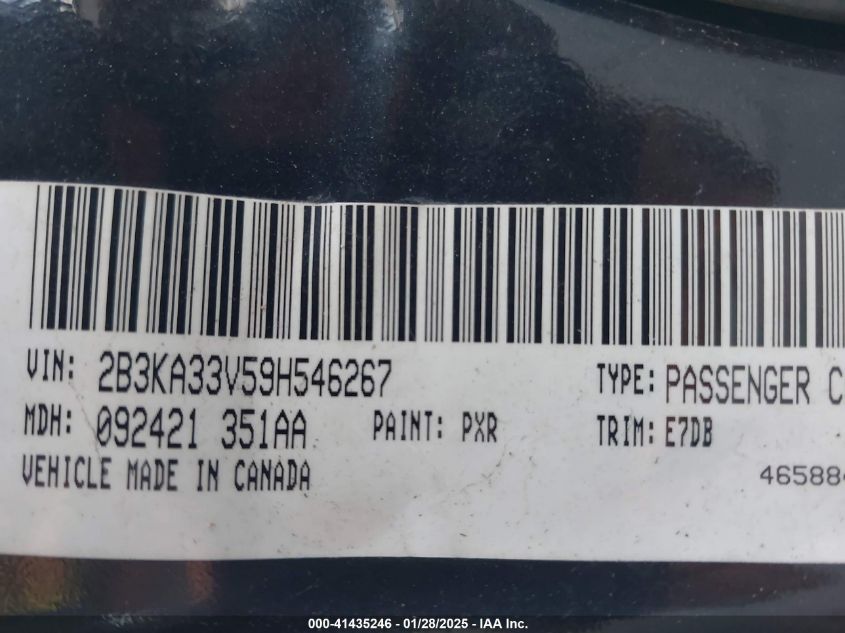 VIN: 2B3KA33V59H546267 TYPE: PASSENGER C
MDH: 092421 351AA PAINT: PXR TRIM: E7DB
VEHICLE MADE IN CANADA 46588
000-41435246 - 01/28/2025 - IAA Inc.